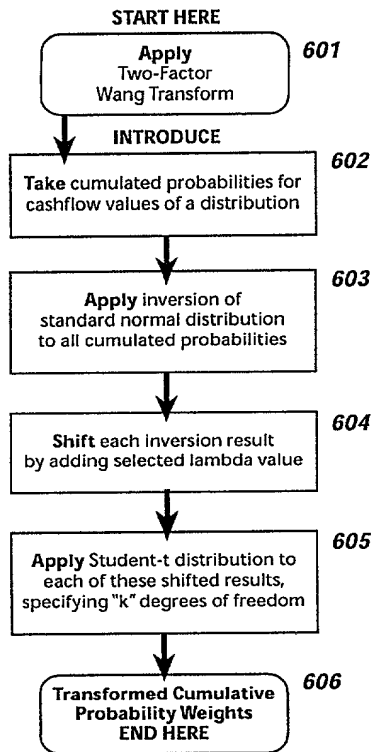 START HERE
601
Apply
Two-Factor
Wang Transform
INTRODUCE
602
Take cumulated probabilities for
cashflow values of a distribution
603
Apply inversion of
standard normal distribution
to all cumulated probabilities
604
Shift each inversion result
by adding selected lambda value
605
Apply Student-t distribution to
each of these shifted results,
specifying "k" degrees of freedom
606
Transformed Cumulative
Probability Weights
END HERE